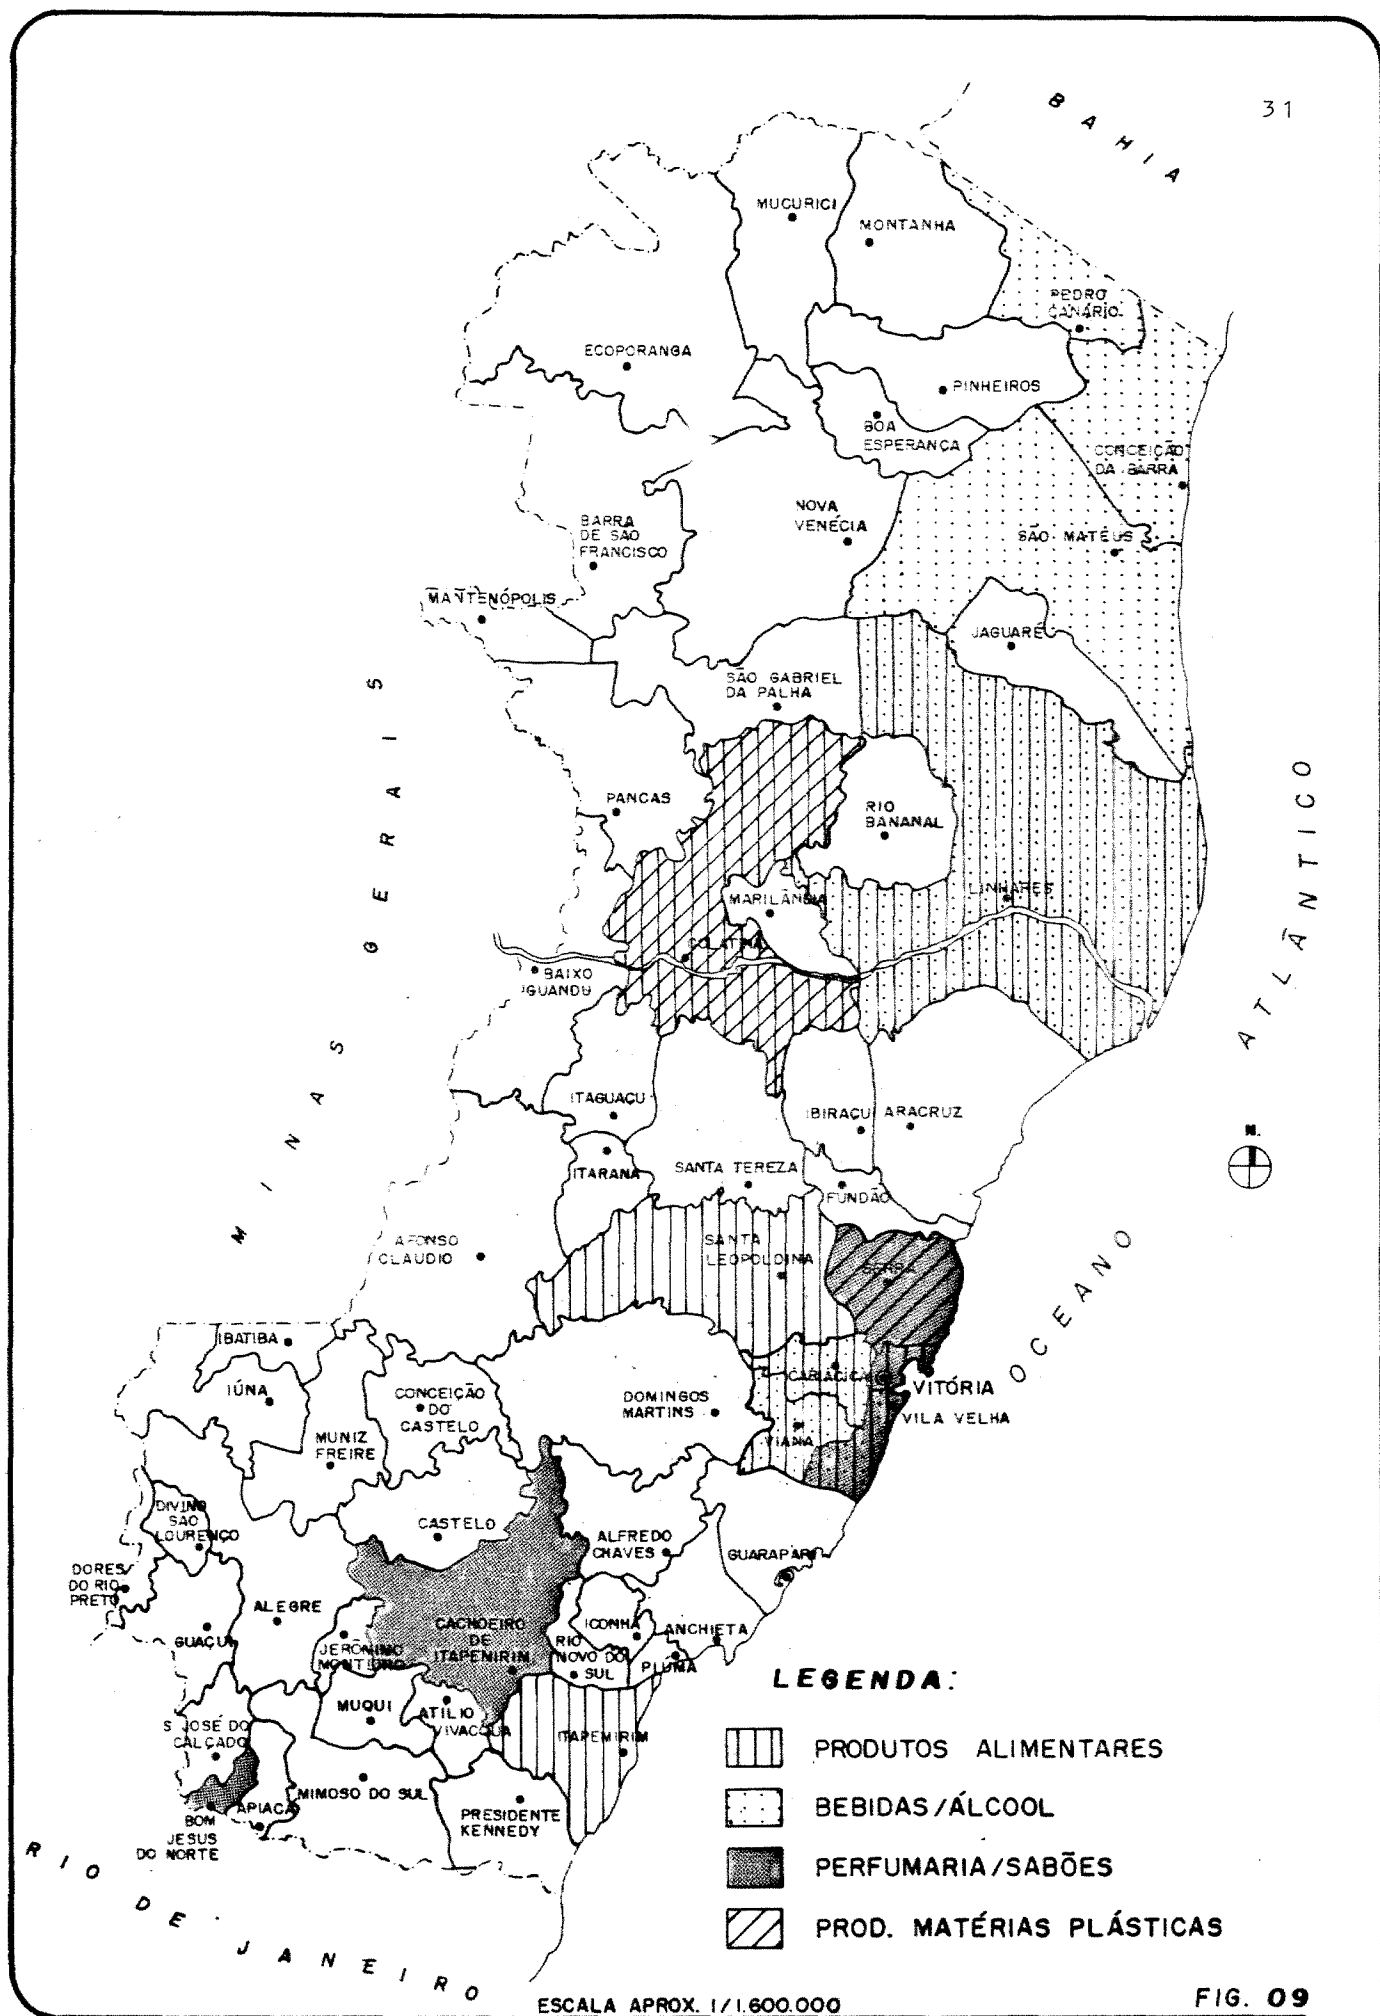 31
BAHIA
MUCURICI
MONTANHA
PEDRO
CANÁRIO
ECOPORANGA
PINHEIROS
BOA
ESPERANÇA
CONCEIÇÃO
DA BARRA
NOVA
VENÉCIA
BARRA
DE SÃO
FRANCISCO
SÃO MATEUS
MANTENÓPOLIS
JAGUARÉ
SÃO GABRIEL
DA PALHA
PANCAS
RIO
BANANAL
LINHARES
MARILÂNDIA
COLATINA
BAIXO
GUANDU
MINAS GERAIS
OCEANO ATLÂNTICO
N.
ITAGUAÇU
IBIRAÇU
ARACRUZ
ITARANA
SANTA TEREZA
FUNDÃO
AFONSO
CLAUDIO
SANTA
LEOPOLDINA
SERRA
IBATIBA
IÚNA
CONCEIÇÃO
DO
CASTELO
DOMINGOS
MARTINS
CARIACICA
VITÓRIA
VILA VELHA
VIANA
MUNIZ
FREIRE
DIVINO
SÃO
LOURENÇO
CASTELO
ALFREDO
CHAVES
GUARAPARI
DORES
DO RIO
PRETO
ALEGRE
GUAÇUI
JERÔNIMO
MONTEIRO
CACHOEIRO
DE
ITAPEMIRIM
ICONHA
ANCHIETA
RIO
NOVO DO
SUL
PIUMA
MUQUI
ATÍLIO
VIVACQUA
ITAPEMIRIM
S JOSÉ DO
CALÇADO
MIMOSO DO SUL
APIACÁ
BOM
JESUS
DO NORTE
PRESIDENTE
KENNEDY
RIO DE JANEIRO
LEGENDA:
PRODUTOS ALIMENTARES
BEBIDAS/ÁLCOOL
PERFUMARIA/SABÕES
PROD. MATÉRIAS PLÁSTICAS
ESCALA APROX. 1/1.600.000
FIG. 09